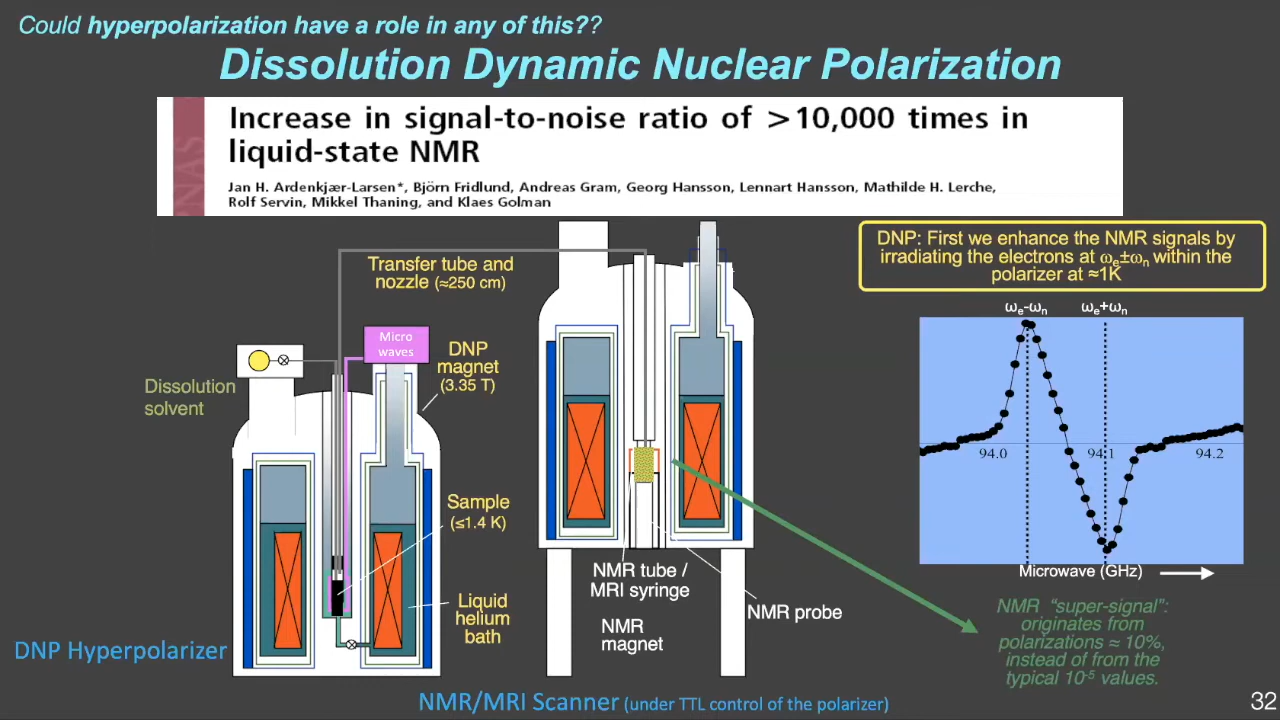 Could hyperpolarization have a role in any of this??
Dissolution Dynamic Nuclear Polarization
NAS
Increase in signal-to-noise ratio of >10,000 times in
liquid-state NMR
Jan H. Ardenkjær-Larsen*, Björn Fridlund, Andreas Gram, Georg Hansson, Lennart Hansson, Mathilde H. Lerche,
Rolf Servin, Mikkel Thaning, and Klaes Golman
DNP: First we enhance the NMR signals by
irradiating the electrons at ωe±ωn within the
polarizer at ≈1K
Transfer tube and
nozzle (≈250 cm)
Micro
waves
DNP
magnet
(3.35 T)
Dissolution
solvent
Sample
(≤1.4 K)
Liquid
helium
bath
DNP Hyperpolarizer
NMR tube /
MRI syringe
NMR
magnet
NMR probe
NMR/MRI Scanner (under TTL control of the polarizer)
ωe-ωn ωe+ωn
94.0 94.1 94.2
Microwave (GHz)
NMR “super-signal”:
originates from
polarizations ≈ 10%,
instead of from the
typical 10⁻⁵ values.
32